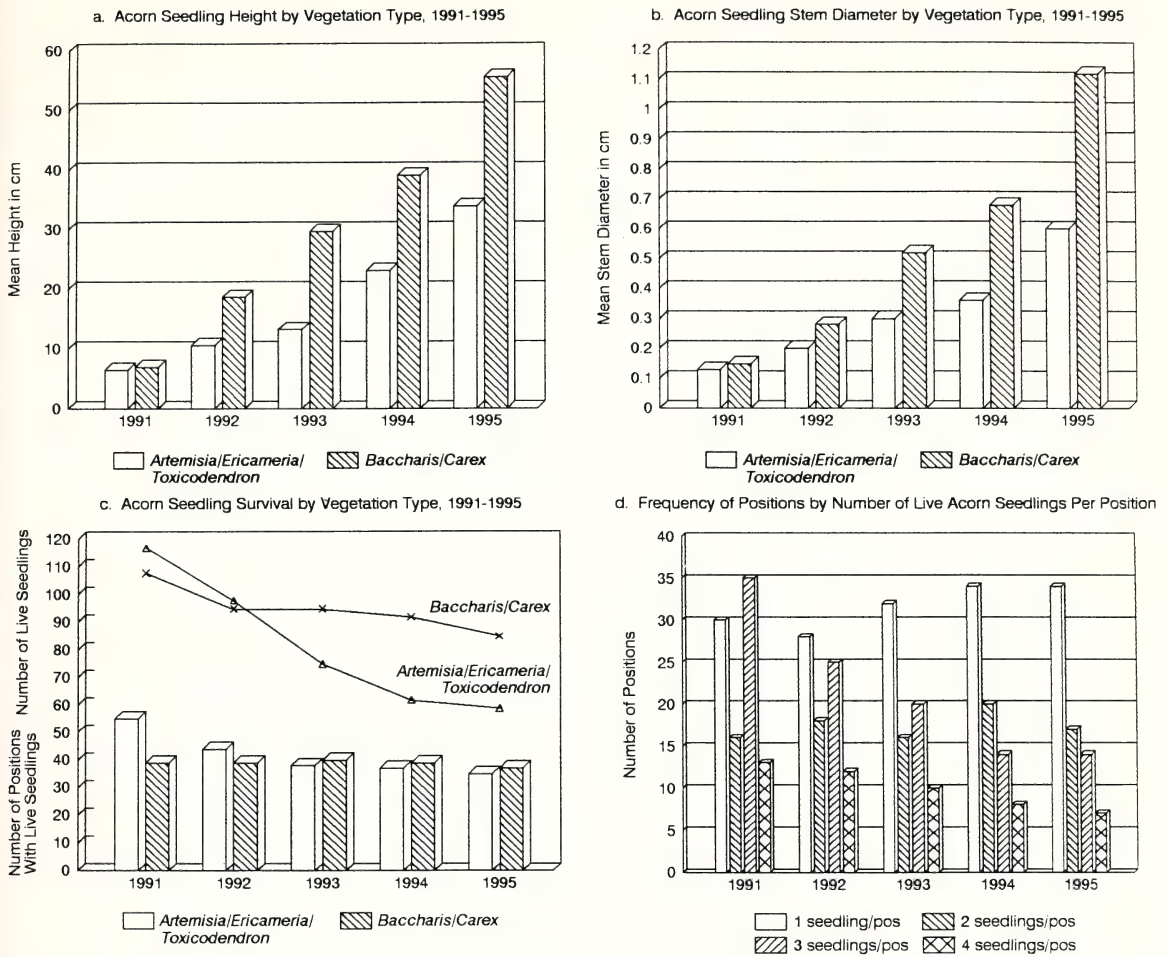 a. Acorn Seedling Height by Vegetation Type, 1991-1995
Mean Height in cm
60
50
40
30
20
10
0
1991 1992 1993 1994 1995
Artemisia/Ericameria/
Toxicodendron
Baccharis/Carex
b. Acorn Seedling Stem Diameter by Vegetation Type, 1991-1995
Mean Stem Diameter in cm
1.2
1.1
1
0.9
0.8
0.7
0.6
0.5
0.4
0.3
0.2
0.1
0
1991 1992 1993 1994 1995
Artemisia/Ericameria/
Toxicodendron
Baccharis/Carex
c. Acorn Seedling Survival by Vegetation Type, 1991-1995
Number of Live Seedlings
Number of Positions
With Live Seedlings
120
110
100
90
80
70
60
50
40
30
20
10
0
Baccharis/Carex
Artemisia/Ericameria/
Toxicodendron
1991 1992 1993 1994 1995
Artemisia/Ericameria/
Toxicodendron
Baccharis/Carex
d. Frequency of Positions by Number of Live Acorn Seedlings Per Position
Number of Positions
40
35
30
25
20
15
10
5
0
1991 1992 1993 1994 1995
1 seedling/pos 2 seedlings/pos
3 seedlings/pos 4 seedlings/pos